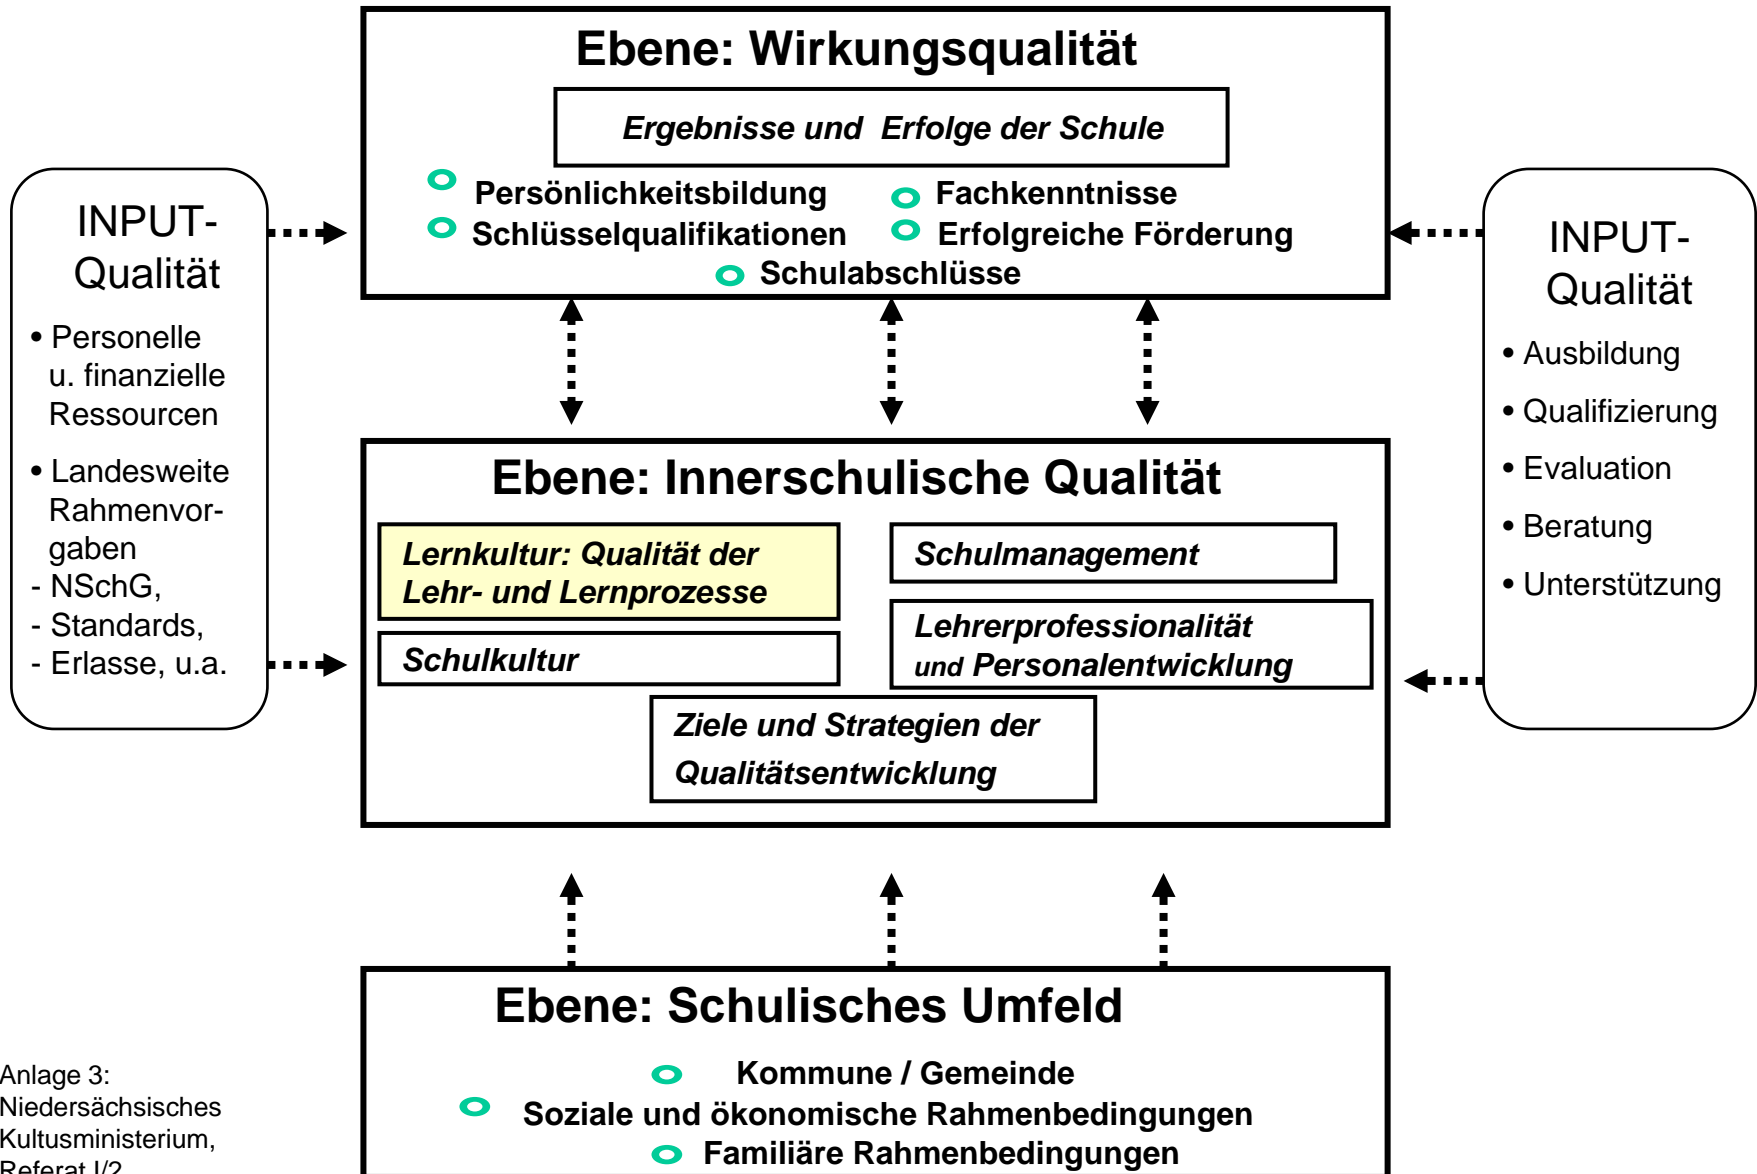 Ebene: Wirkungsqualität
Ergebnisse und Erfolge der Schule
Persönlichkeitsbildung
Fachkenntnisse
Schlüsselqualifikationen
Erfolgreiche Förderung
Schulabschlüsse
INPUT-
Qualität
• Personelle
u. finanzielle
Ressourcen
• Landesweite
Rahmenvor-
gaben
- NSchG,
- Standards,
- Erlasse, u.a.
INPUT-
Qualität
• Ausbildung
• Qualifizierung
• Evaluation
• Beratung
• Unterstützung
Ebene: Innerschulische Qualität
Lernkultur: Qualität der
Lehr- und Lernprozesse
Schulkultur
Schulmanagement
Lehrerprofessionalität
und Personalentwicklung
Ziele und Strategien der
Qualitätsentwicklung
Ebene: Schulisches Umfeld
Kommune / Gemeinde
Soziale und ökonomische Rahmenbedingungen
Familiäre Rahmenbedingungen
Anlage 3:
Niedersächsisches
Kultusministerium,
Referat I/2